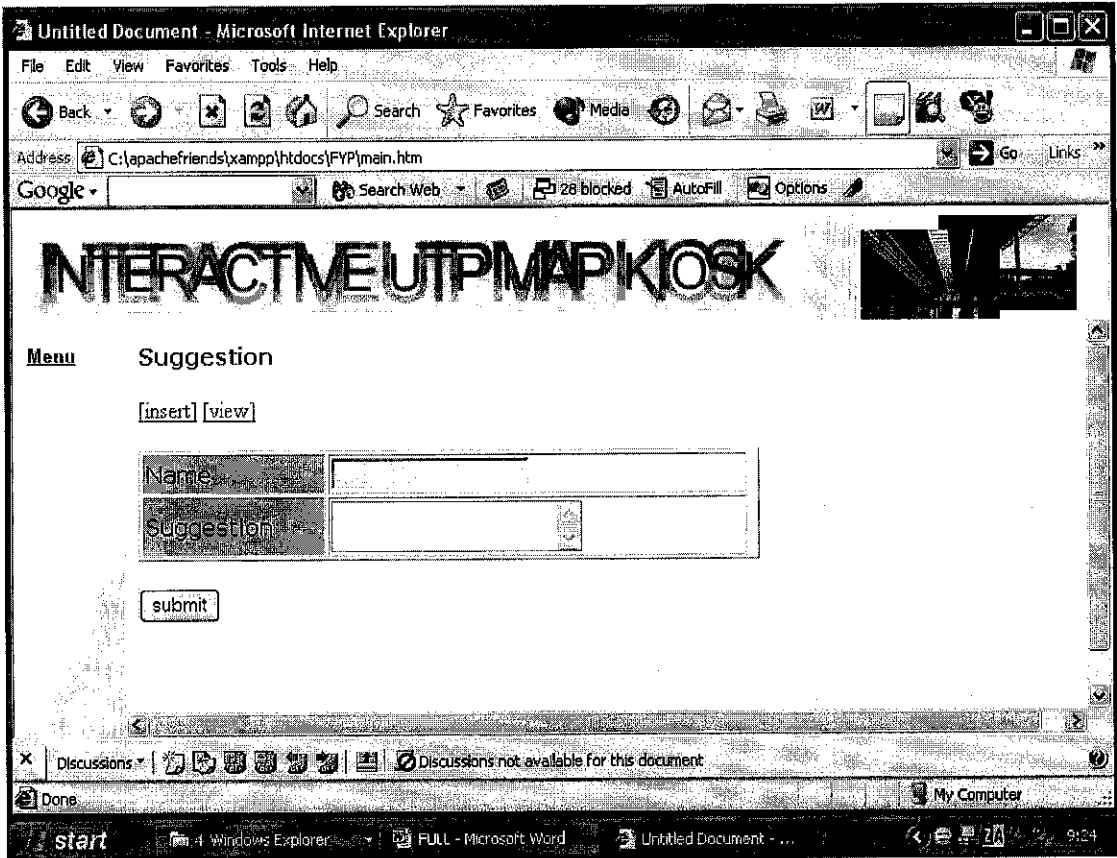 Untitled Document - Microsoft Internet Explorer
File Edit View Favorites Tools Help
Back Search Favorites Media W
Address C:\apachefriends\xampp\htdocs\FYP\main.htm Go Links »
Google Search Web 28 blocked AutoFill Options
INTERACTIVE UTP MAP KIOSK
Menu
Suggestion
[insert] [view]
Name
Suggestion
submit
× Discussions Discussions not available for this document
Done My Computer
start 4 Windows Explorer FULL - Microsoft Word Untitled Document - ... 9:24